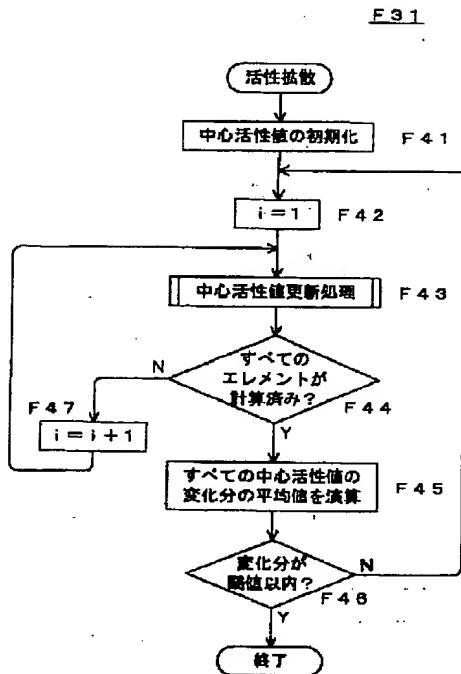 F31
活性拡散
中心活性値の初期化
F41
i=1
F42
中心活性値更新処理
F43
すべての
エレメントが
計算済み?
N
F44
F47
i=i+1
Y
すべての中心活性値の
変化分の平均値を演算
F45
変化分が
閾値以内?
N
F46
Y
終了